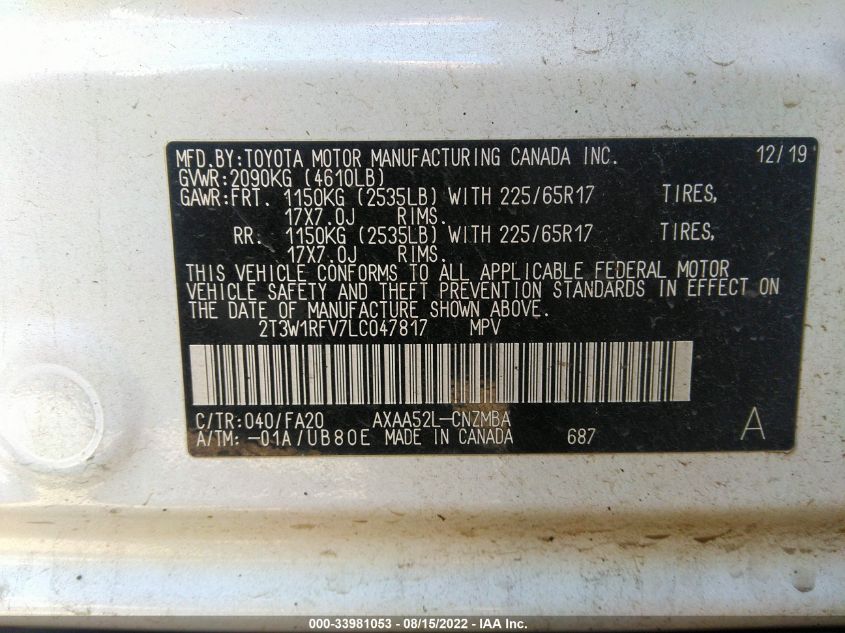 MFD.BY:TOYOTA MOTOR MANUFACTURING CANADA INC. 12/19
GVWR:2090KG (4610LB)
GAWR:FRT. 1150KG (2535LB) WITH 225/65R17 TIRES,
17X7.0J RIMS.
RR: 1150KG (2535LB) WITH 225/65R17 TIRES,
17X7.0J RIMS.
THIS VEHICLE CONFORMS TO ALL APPLICABLE FEDERAL MOTOR
VEHICLE SAFETY AND THEFT PREVENTION STANDARDS IN EFFECT ON
THE DATE OF MANUFACTURE SHOWN ABOVE.
2T3W1RFV7LC047817 MPV
C/TR:040/FA20 AXAA52L-CNZMBA
A/TM:-01A/UB80E MADE IN CANADA 687 A
000-33981053 - 08/15/2022 - IAA Inc.